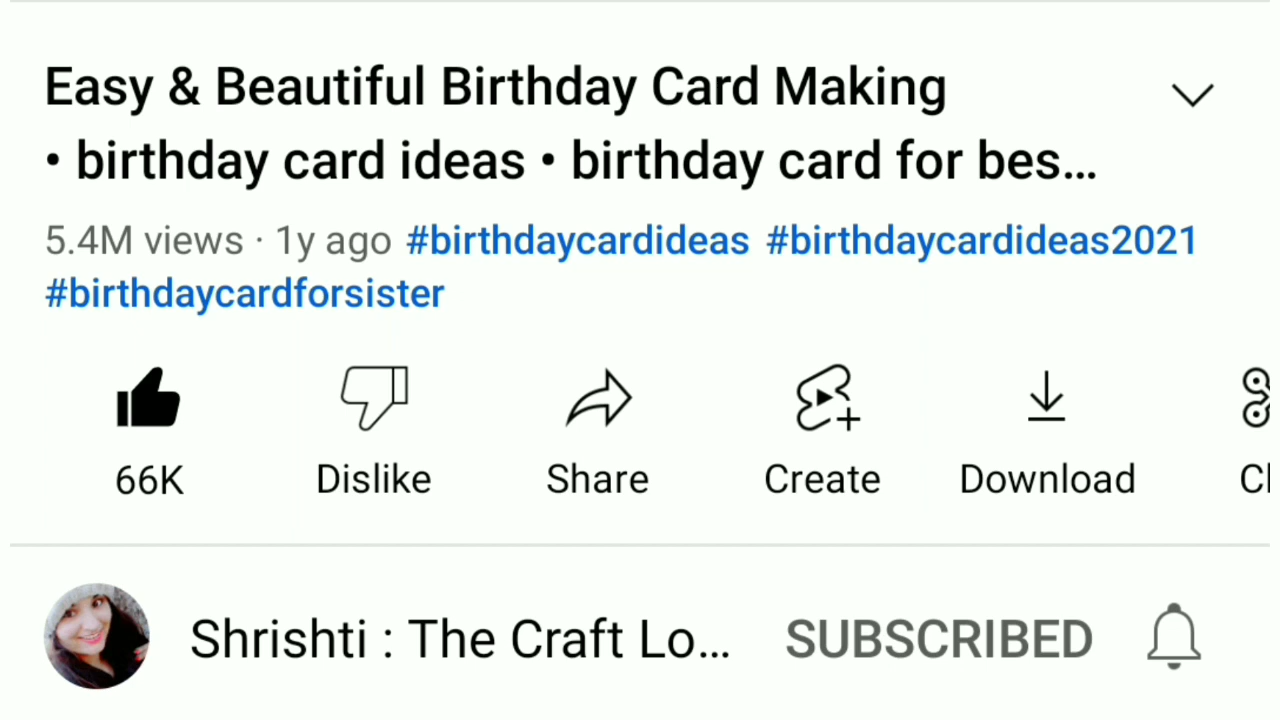 Easy & Beautiful Birthday Card Making
• birthday card ideas • birthday card for bes...
5.4M views · 1y ago #birthdaycardideas #birthdaycardideas2021
#birthdaycardforsister
66K Dislike Share Create Download
Shrishti : The Craft Lo... SUBSCRIBED